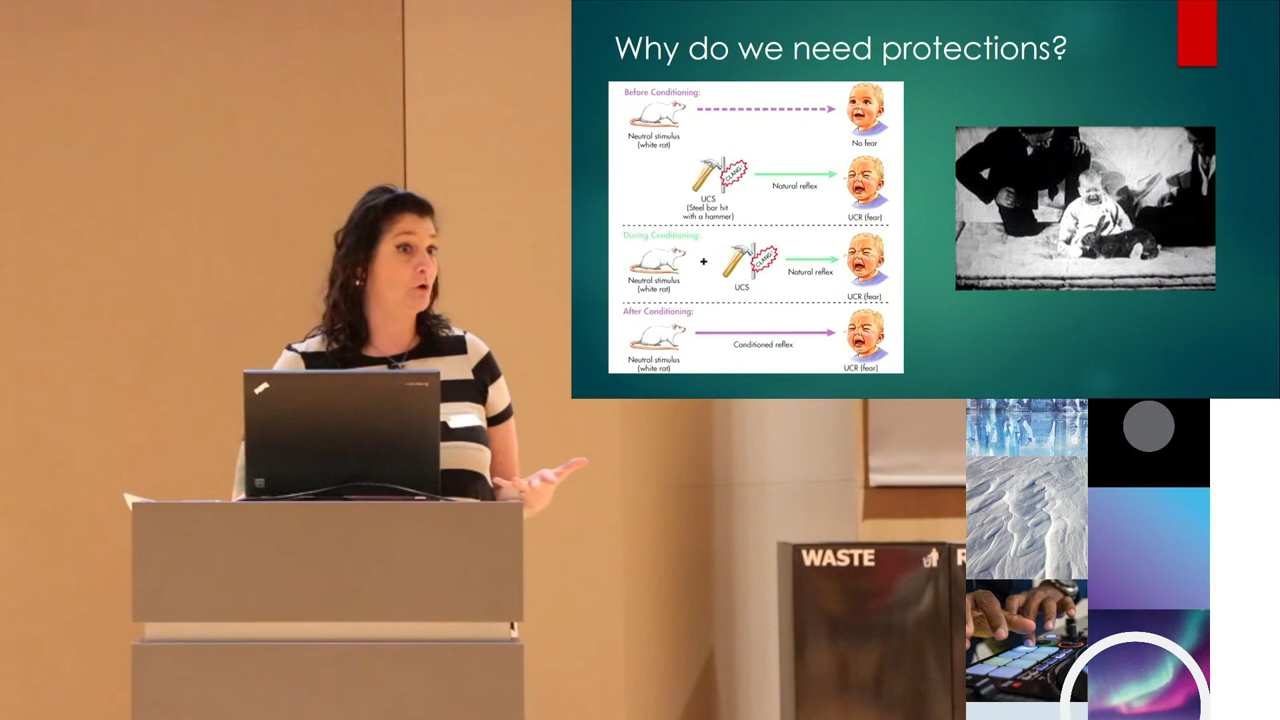 Why do we need protections?
Before Conditioning:
Neutral stimulus
(white rat)
No fear
CLANG!
Natural reflex
UCS
(Steel bar hit
with a hammer)
UCR (fear)
During Conditioning:
+
CLANG!
Natural reflex
Neutral stimulus
(white rat)
UCS
UCR (fear)
After Conditioning:
Conditioned reflex
Neutral stimulus
(white rat)
UCR (fear)
WASTE
R